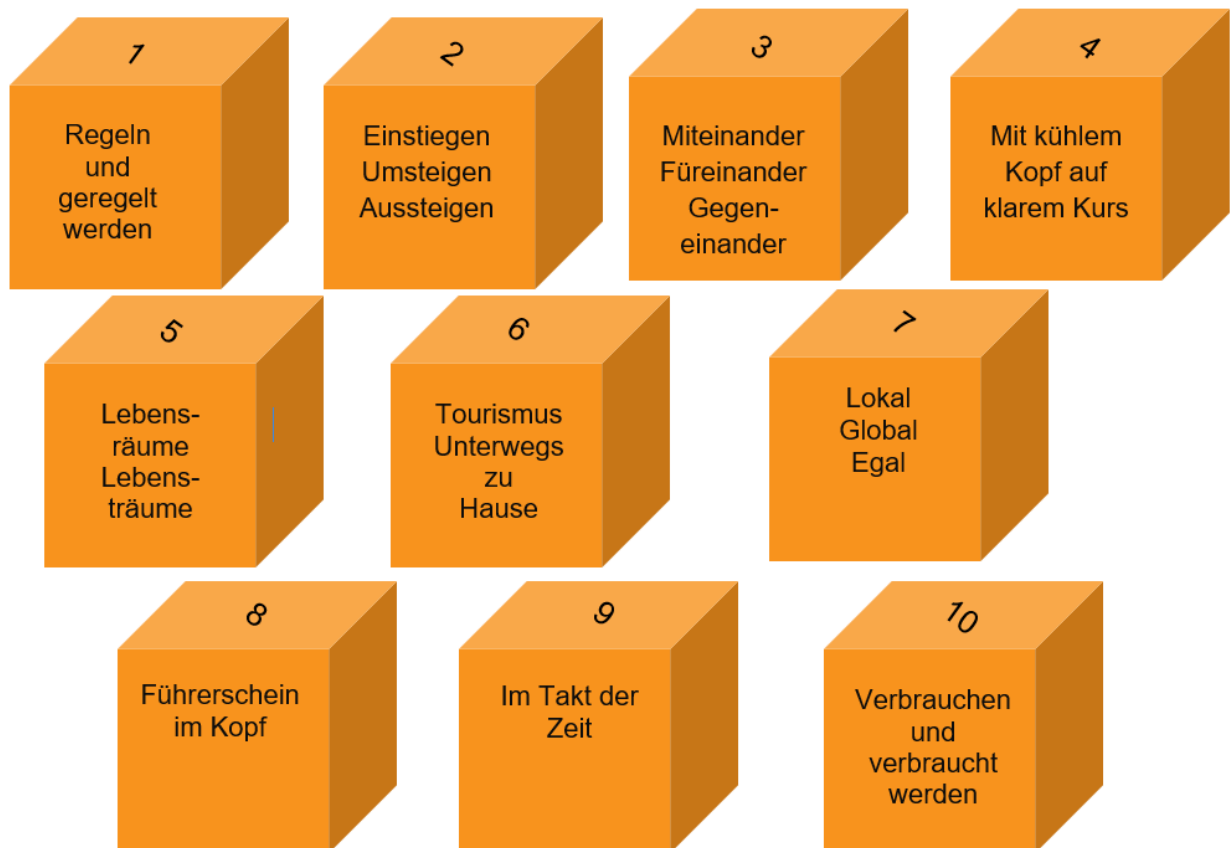 1
Regeln
und
geregelt
werden
2
Einstiegen
Umsteigen
Aussteigen
3
Miteinander
Füreinander
Gegen-
einander
4
Mit kühlem
Kopf auf
klarem Kurs
5
Lebens-
räume
Lebens-
träume
6
Tourismus
Unterwegs
zu
Hause
7
Lokal
Global
Egal
8
Führerschein
im Kopf
9
Im Takt der
Zeit
10
Verbrauchen
und
verbraucht
werden